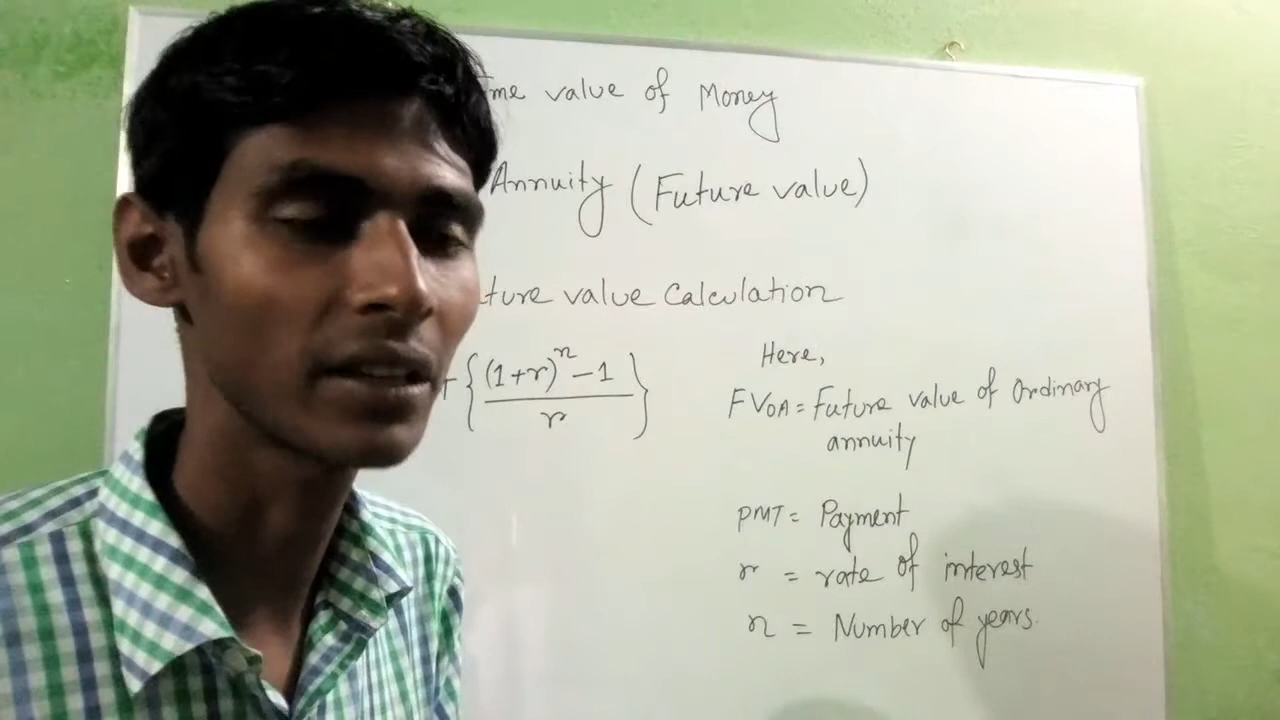 me value of Money
Annuity (Future value)
ture value Calculation
{(1+r)^n - 1 / r}
Here,
FVOA = Future value of Ordinary
annuity
PMT = Payment
r = rate of interest
n = Number of years.